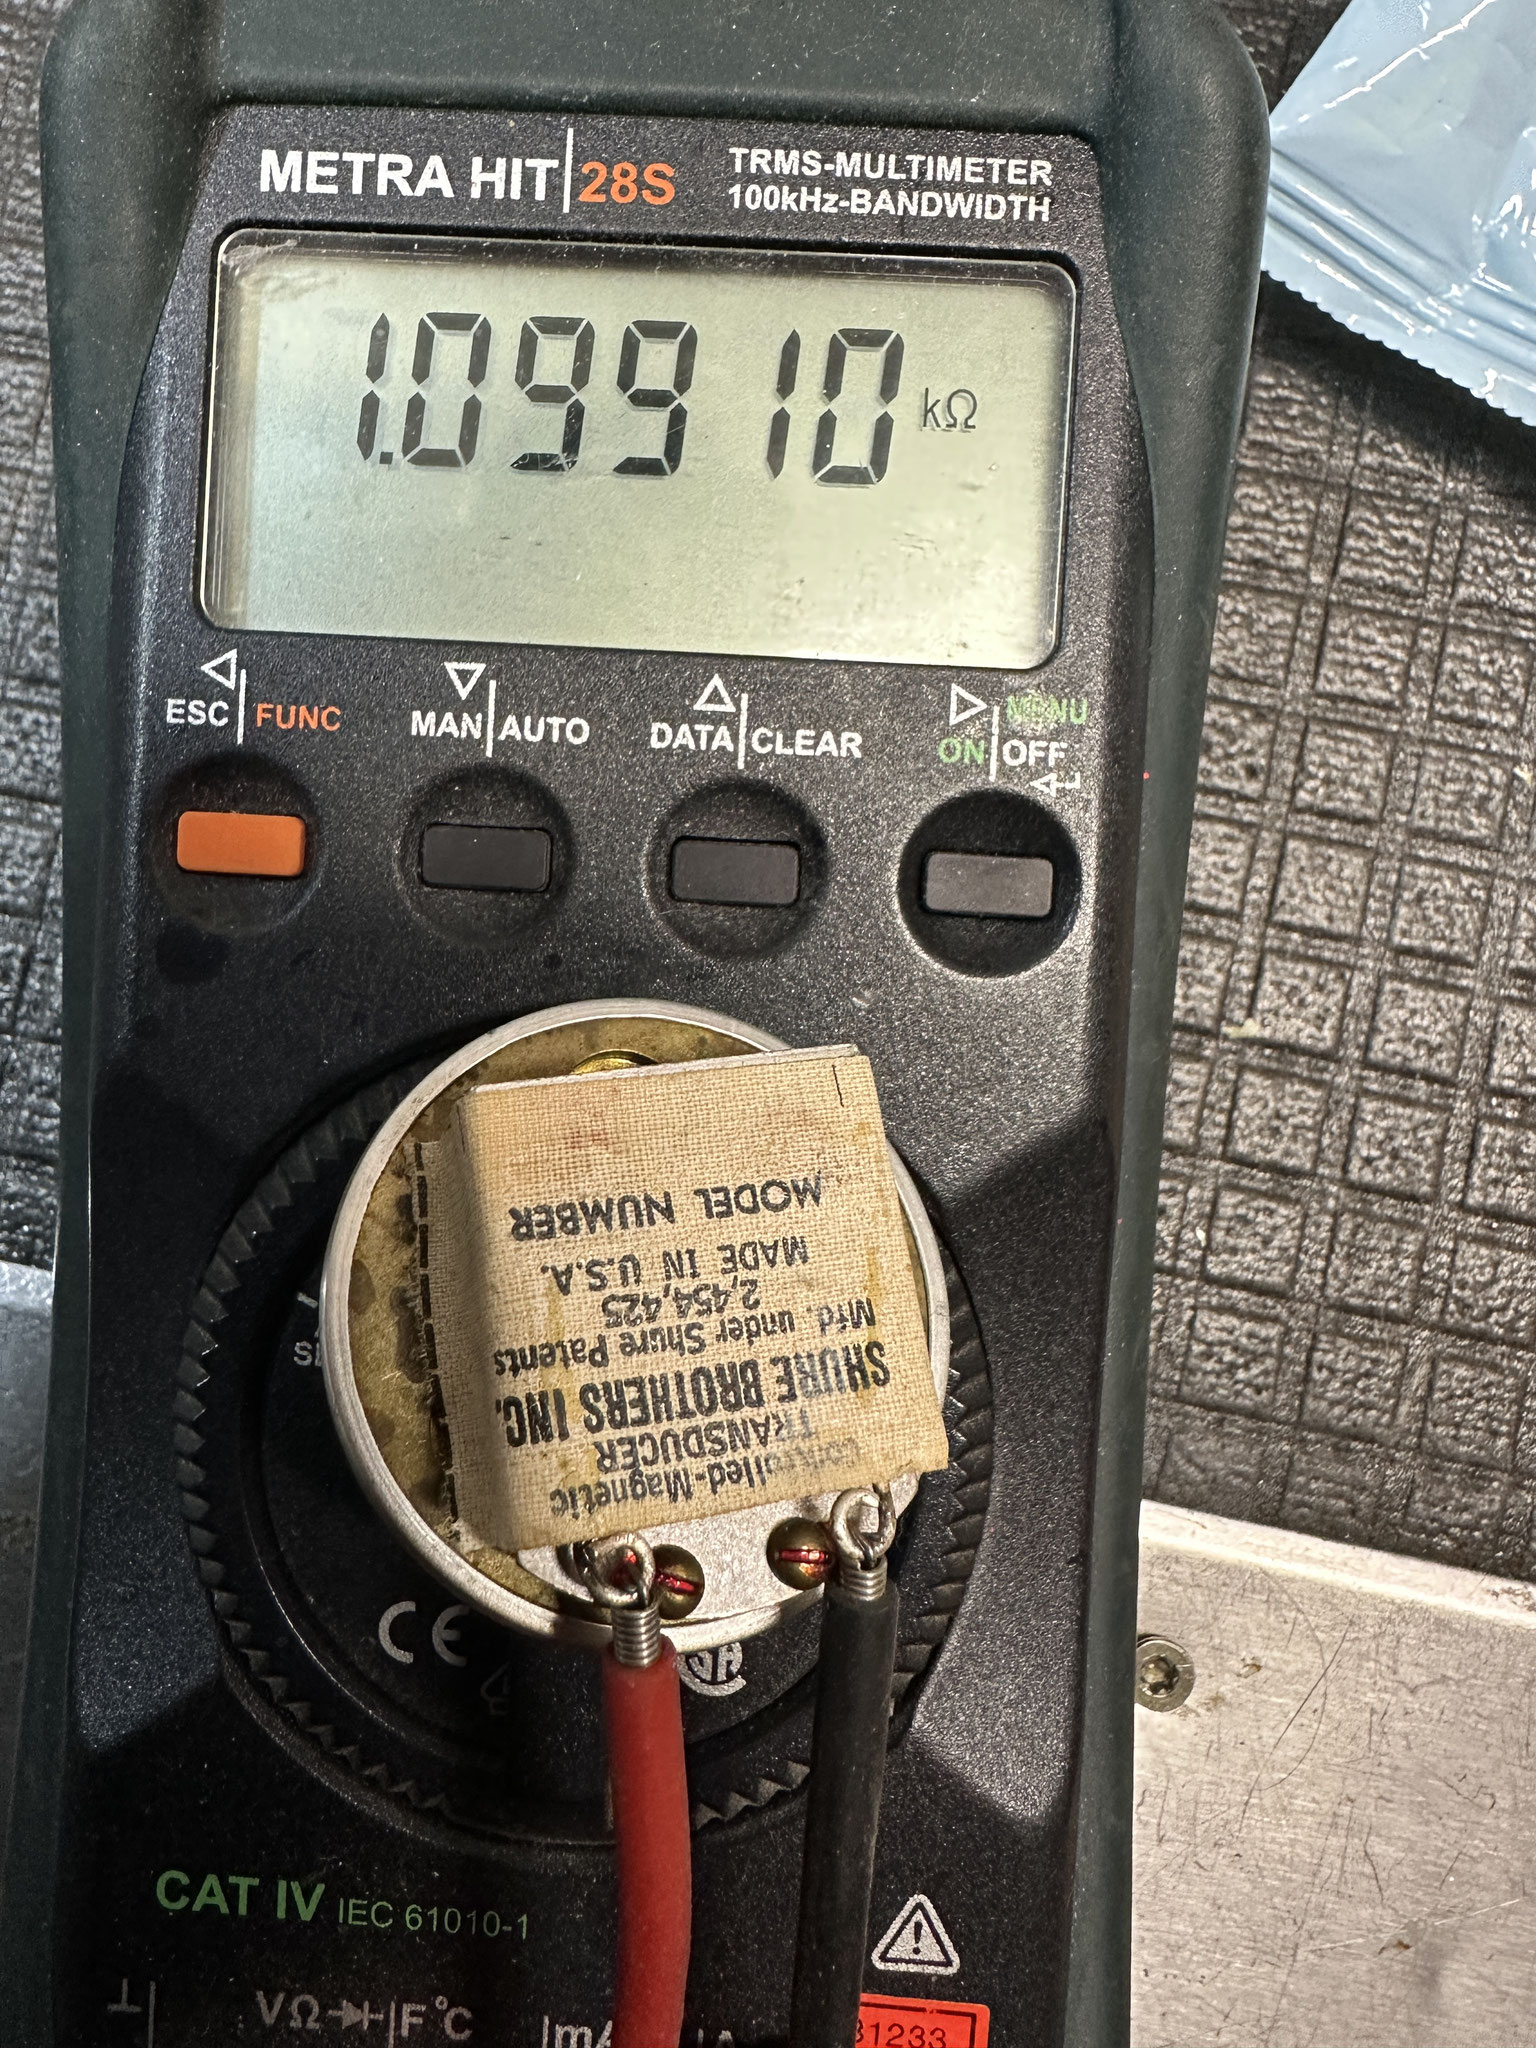 METRA HIT 28S
TRMS-MULTIMETER
100kHz-BANDWIDTH
1.09910 kΩ
ESC FUNC
MAN AUTO
DATA CLEAR
MENU
ON OFF
Controlled-Magnetic
TRANSDUCER
SHURE BROTHERS INC.
Mfd. under Shure Patents
2,454,425
MADE IN U.S.A.
MODEL NUMBER
CE
CAT IV IEC 61010-1
VΩ F °C
31233